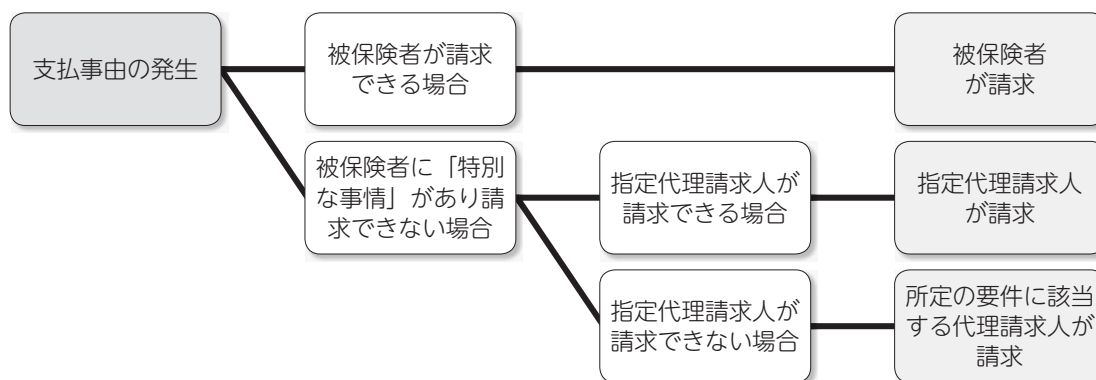 支払事由の発生
被保険者が請求
できる場合
被保険者
が請求
被保険者に「特別
な事情」があり請
求できない場合
指定代理請求人が
請求できる場合
指定代理請求人
が請求
指定代理請求人が
請求できない場合
所定の要件に該当
する代理請求人が
請求